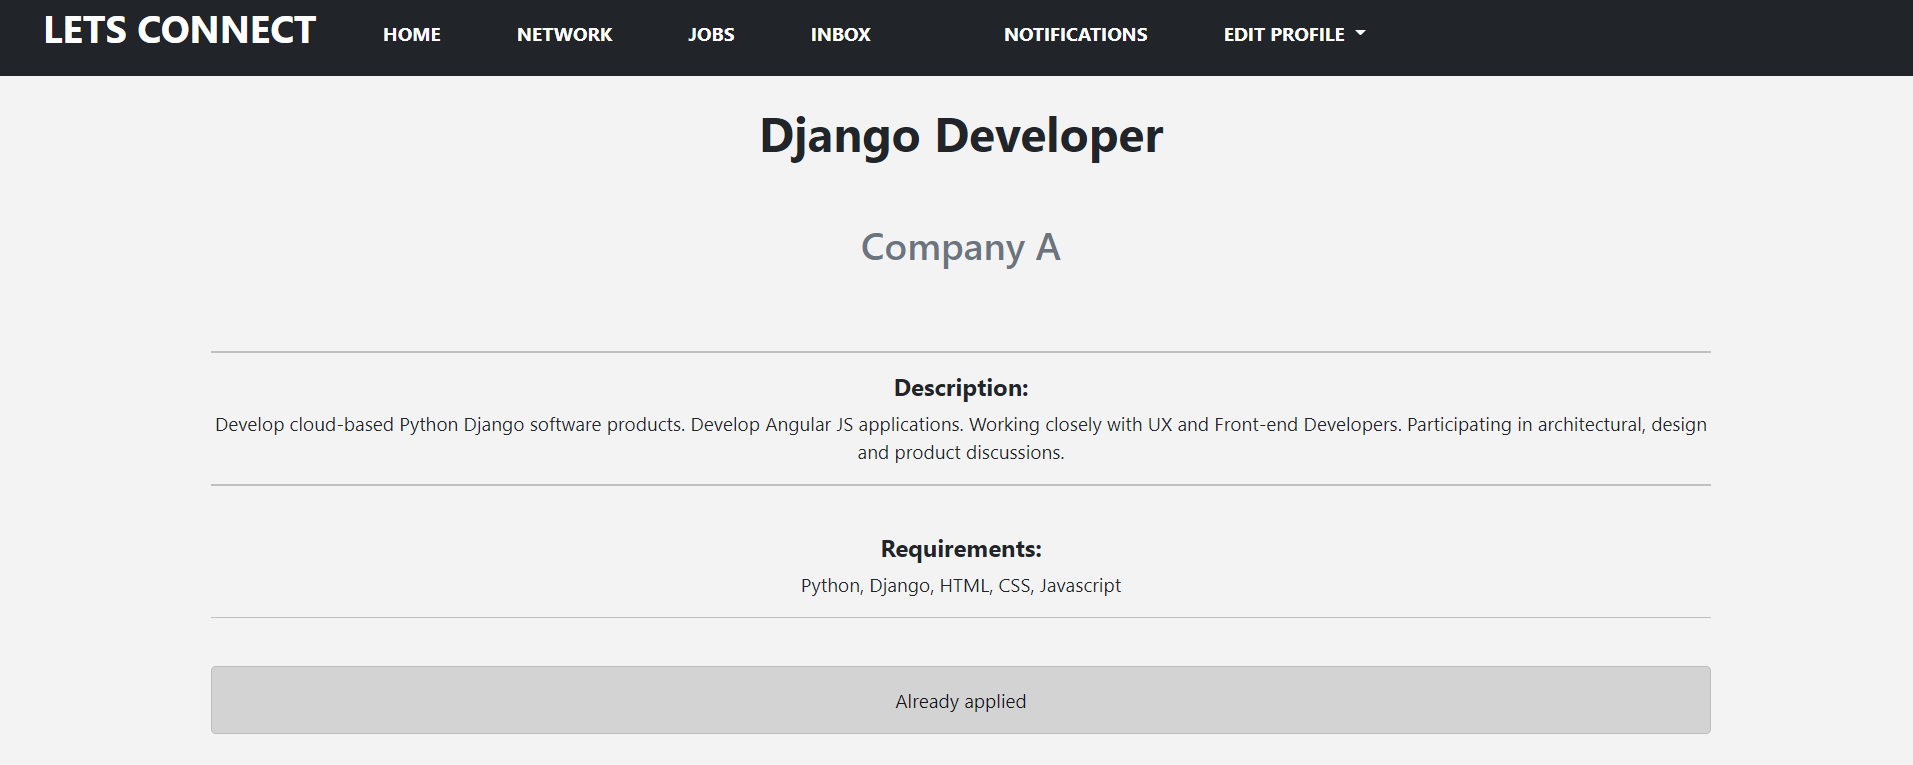 LETS CONNECT HOME NETWORK JOBS INBOX NOTIFICATIONS EDIT PROFILE
Django Developer
Company A
Description:
Develop cloud-based Python Django software products. Develop Angular JS applications. Working closely with UX and Front-end Developers. Participating in architectural, design
and product discussions.
Requirements:
Python, Django, HTML, CSS, Javascript
Already applied